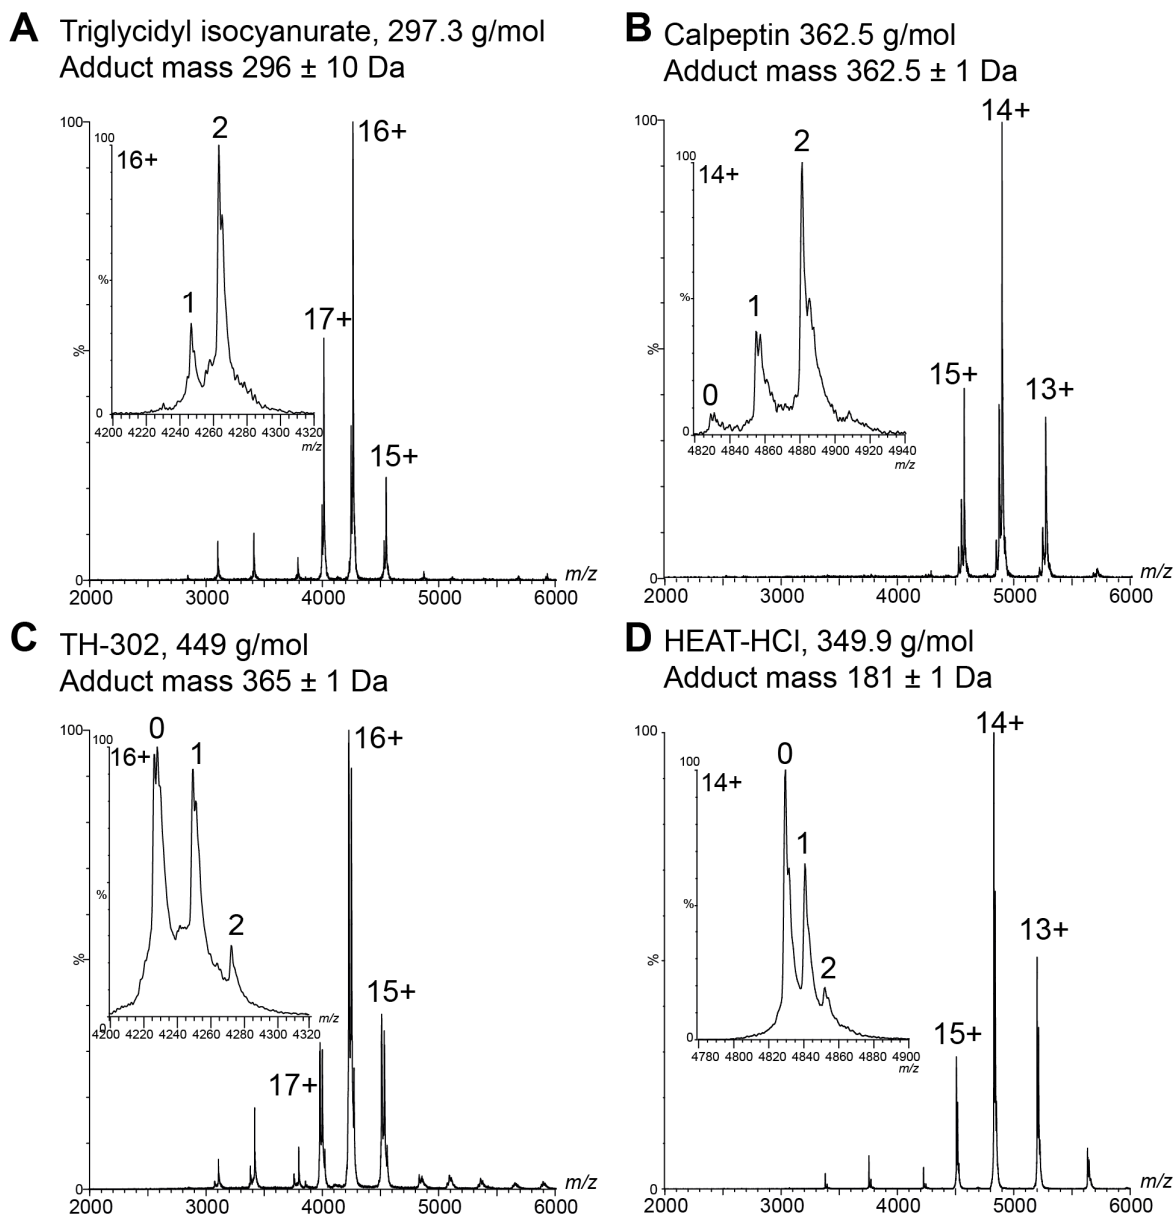 A Triglycidyl isocyanurate, 297.3 g/mol
Adduct mass 296 ± 10 Da
100
%
0
2000 3000 4000 5000 6000
m/z
17+
16+
15+
100
16+
%
0
1
2
4200 4220 4240 4260 4280 4300 4320
m/z
B Calpeptin 362.5 g/mol
Adduct mass 362.5 ± 1 Da
100
%
0
2000 3000 4000 5000 6000
m/z
15+
14+
13+
100
14+
%
0
0
1
2
4820 4840 4860 4880 4900 4920 4940
m/z
C TH-302, 449 g/mol
Adduct mass 365 ± 1 Da
100
%
0
2000 3000 4000 5000 6000
m/z
17+
16+
15+
100
16+
%
0
0
1
2
4200 4220 4240 4260 4280 4300 4320
m/z
D HEAT-HCl, 349.9 g/mol
Adduct mass 181 ± 1 Da
100
%
0
2000 3000 4000 5000 6000
m/z
15+
14+
13+
100
14+
%
0
0
1
2
4780 4800 4820 4840 4860 4880 4900
m/z